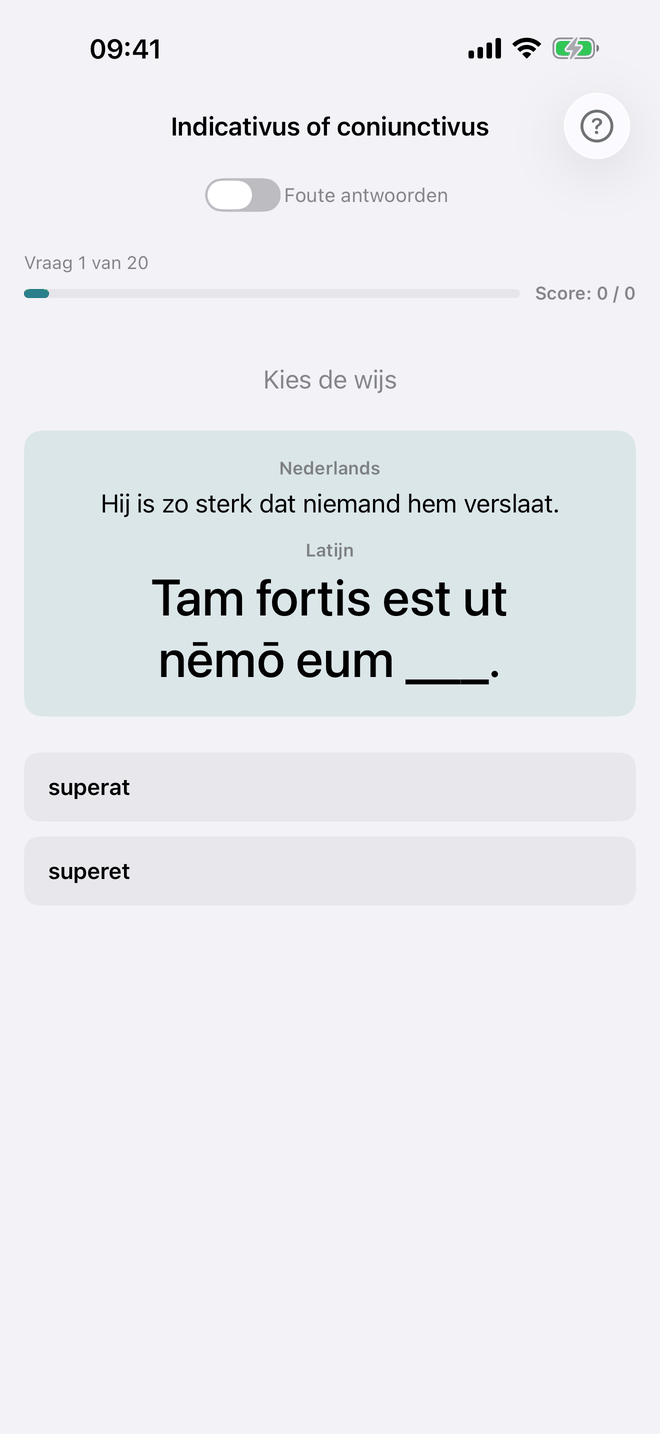 09:41
Indicativus of coniunctivus
?
Foute antwoorden
Vraag 1 van 20
Score: 0 / 0
Kies de wijs
Nederlands
Hij is zo sterk dat niemand hem verslaat.
Latijn
Tam fortis est ut
nēmō eum ____.
superat
superet